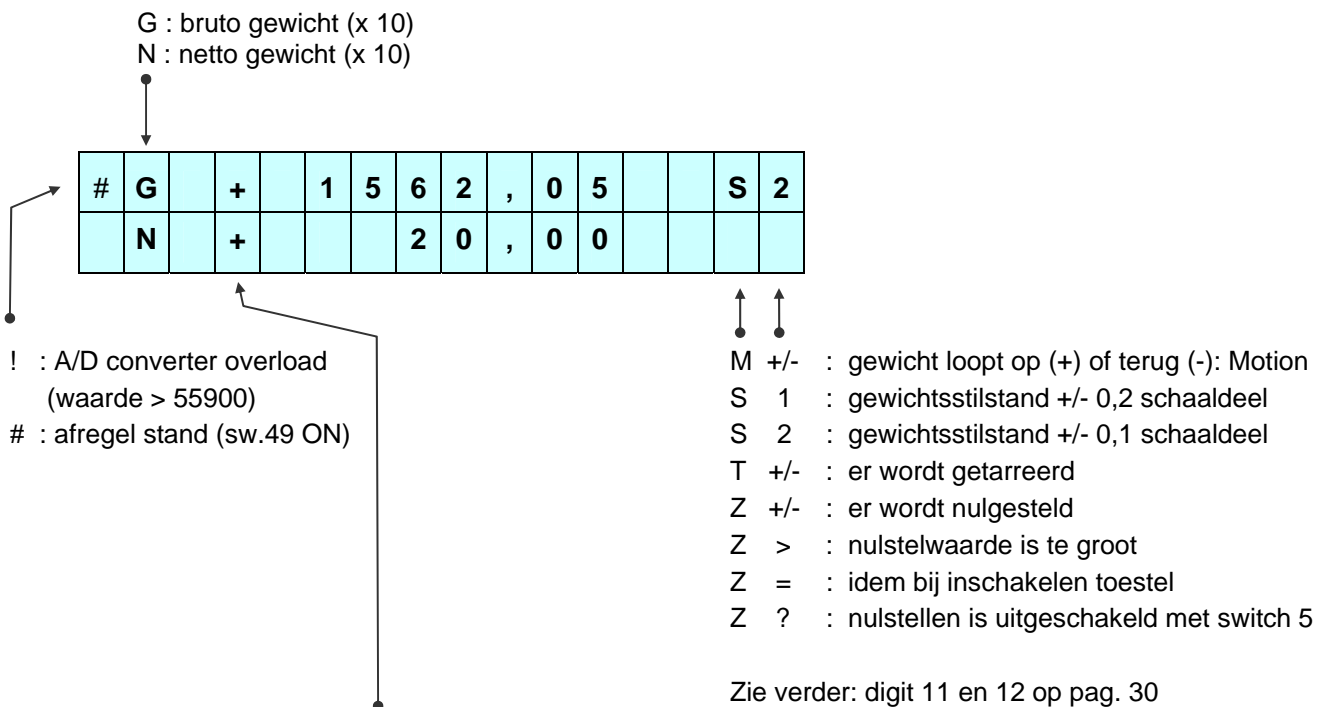 G : bruto gewicht (x 10)
N : netto gewicht (x 10)
# G + 1 5 6 2 , 0 5 S 2
N + 2 0 , 0 0
! : A/D converter overload
(waarde > 55900)
# : afregel stand (sw.49 ON)
M +/- : gewicht loopt op (+) of terug (-): Motion
S 1 : gewichtsstilstand +/- 0,2 schaaldeel
S 2 : gewichtsstilstand +/- 0,1 schaaldeel
T +/- : er wordt getarreerd
Z +/- : er wordt nulgesteld
Z > : nulstelwaarde is te groot
Z = : idem bij inschakelen toestel
Z ? : nulstellen is uitgeschakeld met switch 5
Zie verder: digit 11 en 12 op pag. 30